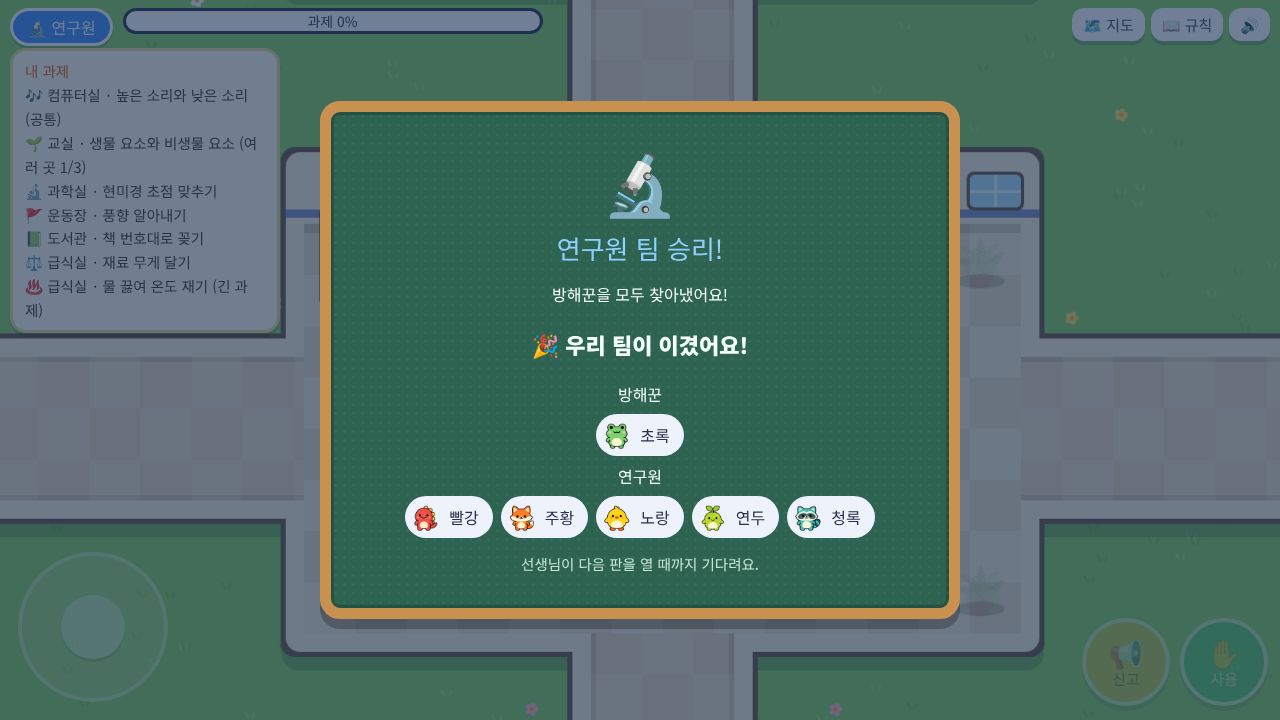 연구원
과제 0%
지도
규칙
내 과제
컴퓨터실 · 높은 소리와 낮은 소리
(공통)
교실 · 생물 요소와 비생물 요소 (여
러 곳 1/3)
과학실 · 현미경 초점 맞추기
운동장 · 풍향 알아내기
도서관 · 책 번호대로 꽂기
급식실 · 재료 무게 달기
급식실 · 물 끓여 온도 재기 (긴 과
제)
연구원 팀 승리!
방해꾼을 모두 찾아냈어요!
우리 팀이 이겼어요!
방해꾼
초록
연구원
빨강 주황 노랑 연두 청록
선생님이 다음 판을 열 때까지 기다려요.
신고
사용